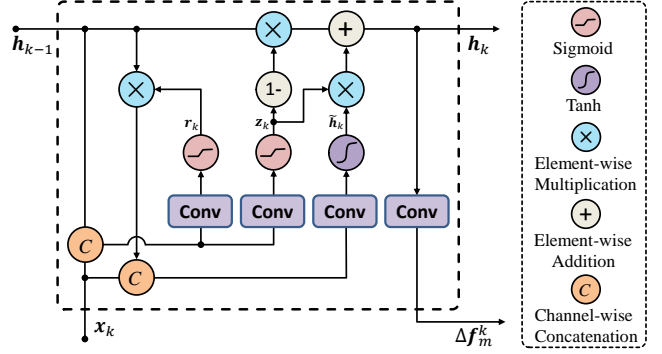 h_{k-1}
h_k
1-
r_k
z_k
h̃_k
Conv Conv Conv Conv
C
C
x_k
Δf_m^k
Sigmoid
Tanh
Element-wise
Multiplication
Element-wise
Addition
C
Channel-wise
Concatenation